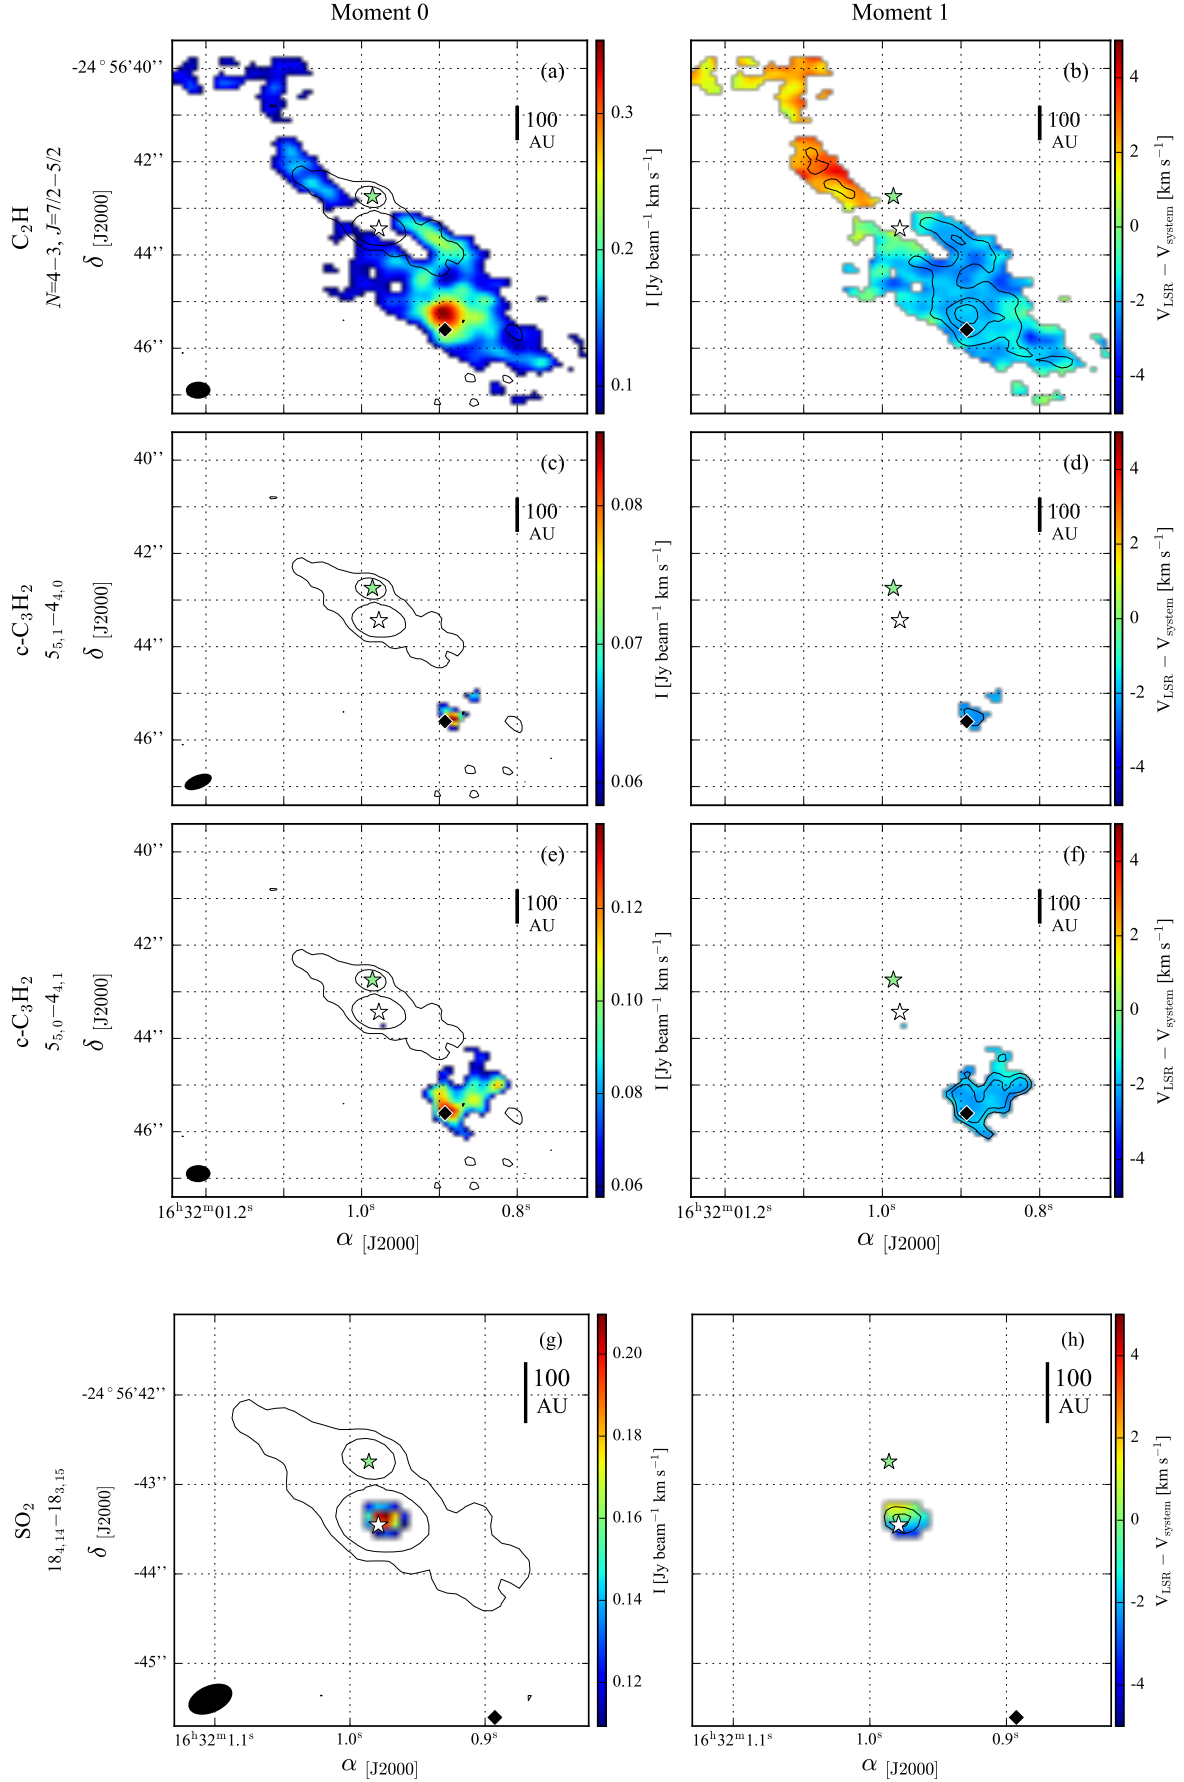 Moment 0
Moment 1
C₂H
N=4−3, J=7/2−5/2
δ [J2000]
-24°56'40''
42''
44''
46''
(a)
100
AU
0.3
0.2
0.1
I [Jy beam⁻¹ km s⁻¹]
(b)
100
AU
4
2
0
-2
-4
V_LSR − V_system [km s⁻¹]
c-C₃H₂
5₅,₁−4₄,₀
δ [J2000]
40''
42''
44''
46''
(c)
100
AU
0.08
0.07
0.06
I [Jy beam⁻¹ km s⁻¹]
(d)
100
AU
4
2
0
-2
-4
V_LSR − V_system [km s⁻¹]
c-C₃H₂
5₅,₀−4₄,₁
δ [J2000]
40''
42''
44''
46''
(e)
100
AU
0.12
0.10
0.08
0.06
I [Jy beam⁻¹ km s⁻¹]
(f)
100
AU
4
2
0
-2
-4
V_LSR − V_system [km s⁻¹]
16ʰ32ᵐ01.2ˢ 1.0ˢ 0.8ˢ
α [J2000]
16ʰ32ᵐ01.2ˢ 1.0ˢ 0.8ˢ
α [J2000]
SO₂
18₄,₁₄−18₃,₁₅
δ [J2000]
-24°56'42''
-43''
-44''
-45''
(g)
100
AU
0.20
0.18
0.16
0.14
0.12
I [Jy beam⁻¹ km s⁻¹]
(h)
100
AU
4
2
0
-2
-4
V_LSR − V_system [km s⁻¹]
16ʰ32ᵐ1.1ˢ 1.0ˢ 0.9ˢ
α [J2000]
16ʰ32ᵐ1.1ˢ 1.0ˢ 0.9ˢ
α [J2000]